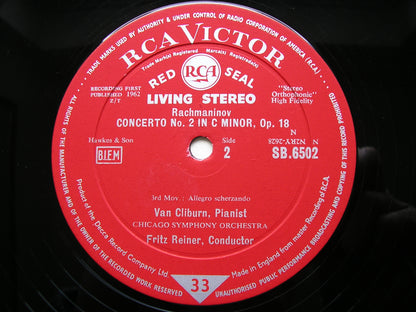 TRADE MARKS USED BY AUTHORITY AND UNDER CONTROL OF RADIO CORPORATION OF AMERICA (R.C.A.)
RCA VICTOR
Trade Mark(s) Registered Marca(s) Registrada(s)
RED RCA SEAL
RECORDING FIRST
PUBLISHED 1962
LIVING STEREO
"Stereo
Orthophonic"
High Fidelity
Rachmaninov
CONCERTO No. 2 IN C MINOR, Op. 18
Hawkes & Son
BIEM
Side
2
N
SB.6502
3rd Mov.: Allegro scherzando
Van Cliburn, Pianist
CHICAGO SYMPHONY ORCHESTRA
Fritz Reiner, Conductor
Product of the Decca Record Company Ltd.
Made in England from master Recording of R.C.A.
33
ALL RIGHTS OF THE MANUFACTURER AND OF THE OWNER OF THE RECORDED WORK RESERVED
UNAUTHORISED PUBLIC PERFORMANCE BROADCASTING AND COPYING OF THIS RECORD PROHIBITED